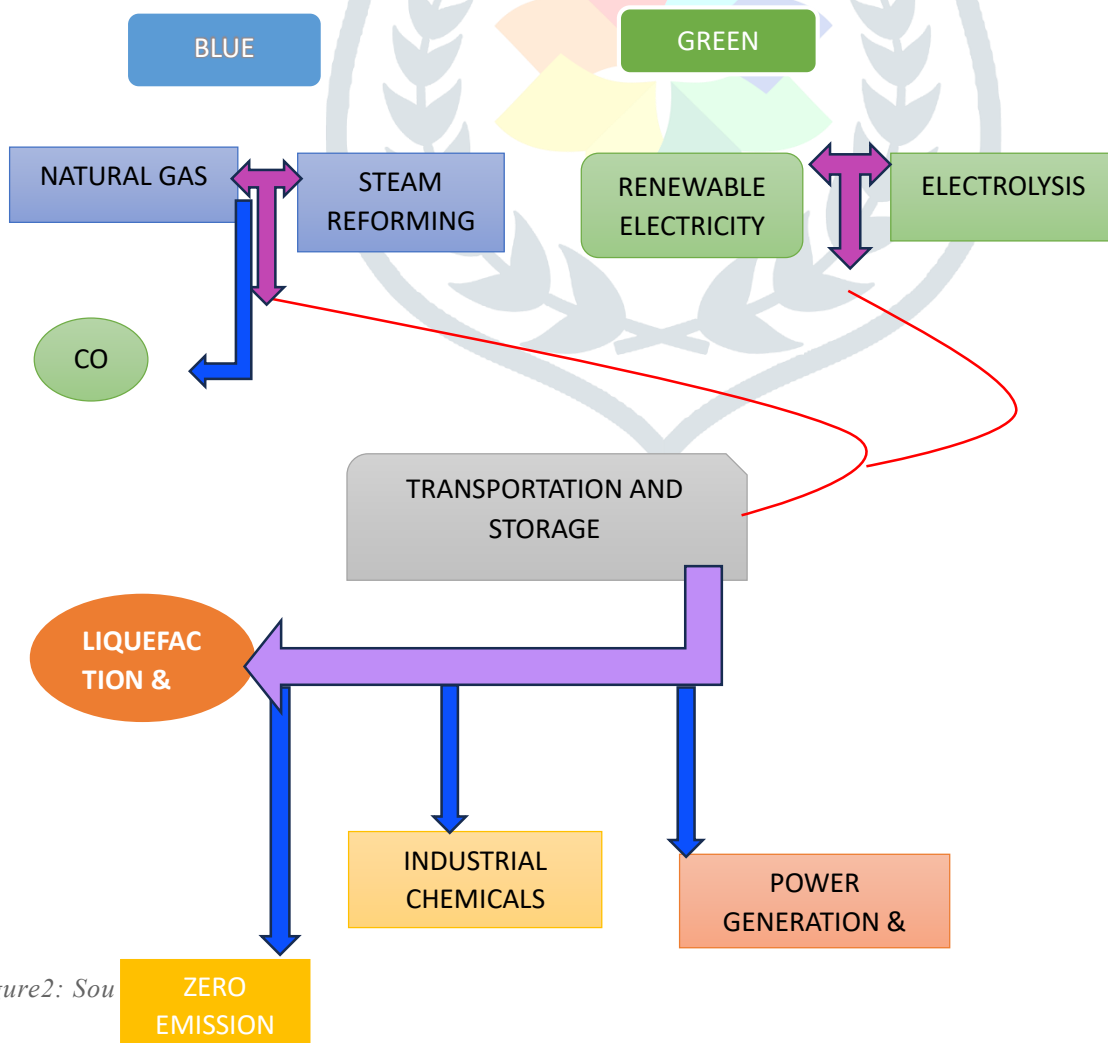 BLUE
GREEN
NATURAL GAS
STEAM
REFORMING
RENEWABLE
ELECTRICITY
ELECTROLYSIS
CO
TRANSPORTATION AND
STORAGE
LIQUEFAC
TION &
INDUSTRIAL
CHEMICALS
POWER
GENERATION &
gure2: Sou
ZERO
EMISSION